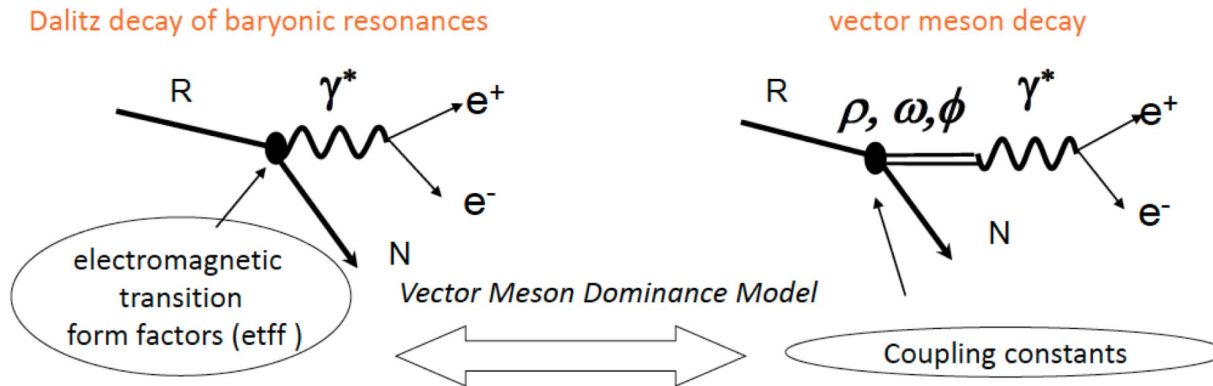 Dalitz decay of baryonic resonances
R
γ*
e+
e-
N
electromagnetic
transition
form factors (etff )
vector meson decay
R
ρ, ω,ϕ
γ*
e+
e-
N
Vector Meson Dominance Model
Coupling constants